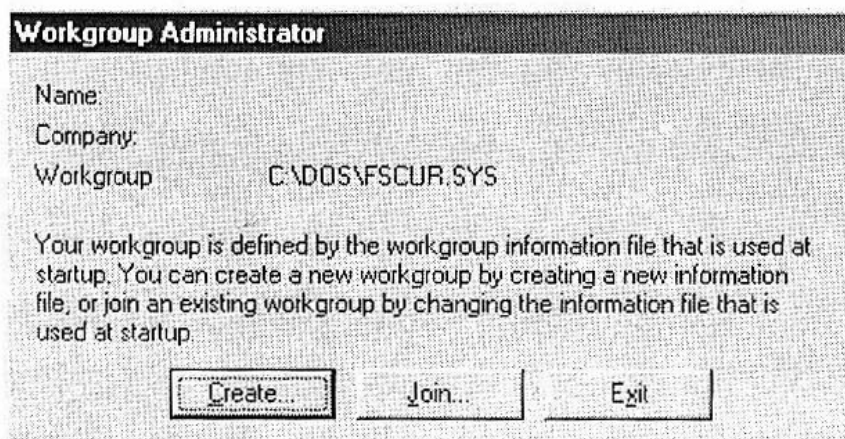 Workgroup Administrator
Name:
Company:
Workgroup C:\DOS\FSCUR.SYS
Your workgroup is defined by the workgroup information file that is used at
startup. You can create a new workgroup by creating a new information
file, or join an existing workgroup by changing the information file that is
used at startup.
Create... Join... Exit